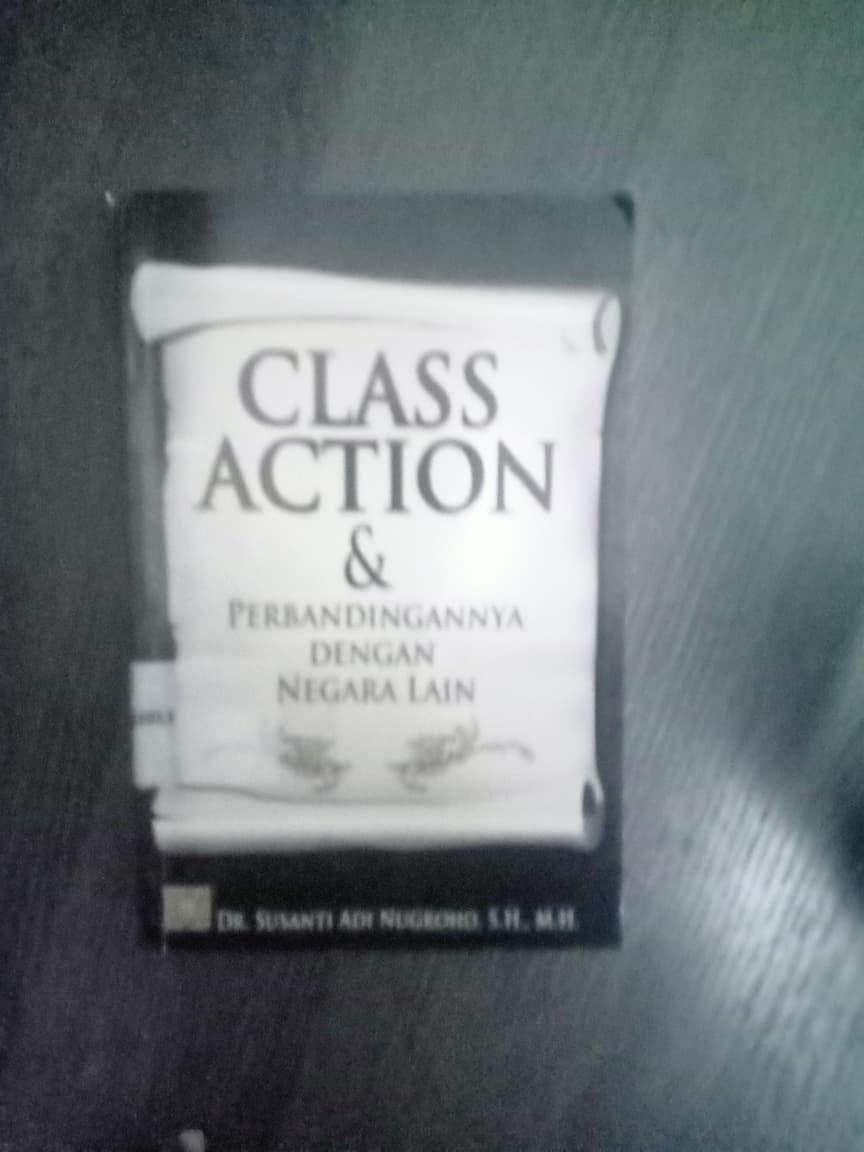 CLASS
ACTION
&
PERBANDINGANNYA
DENGAN
NEGARA LAIN
DR. SUSANTI ADI NUGROHO, S.H., M.H.